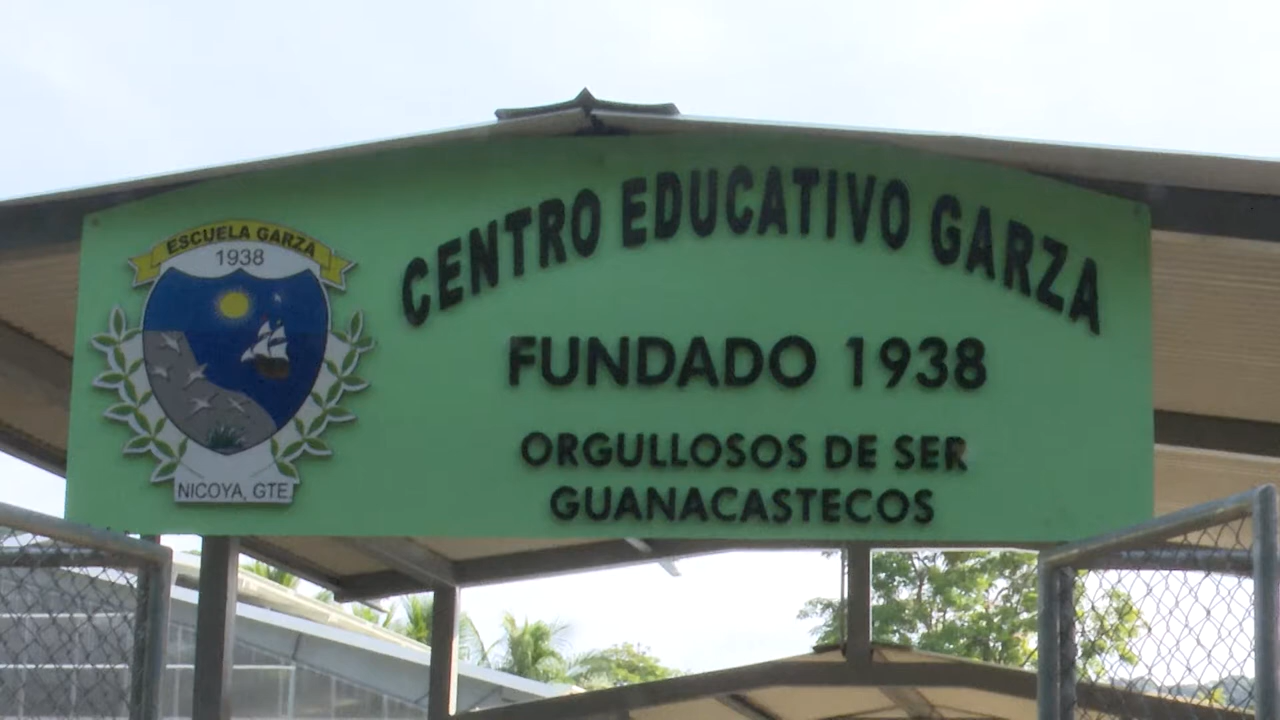 ESCUELA GARZA
1938
NICOYA, GTE.
CENTRO EDUCATIVO GARZA
FUNDADO 1938
ORGULLOSOS DE SER
GUANACASTECOS